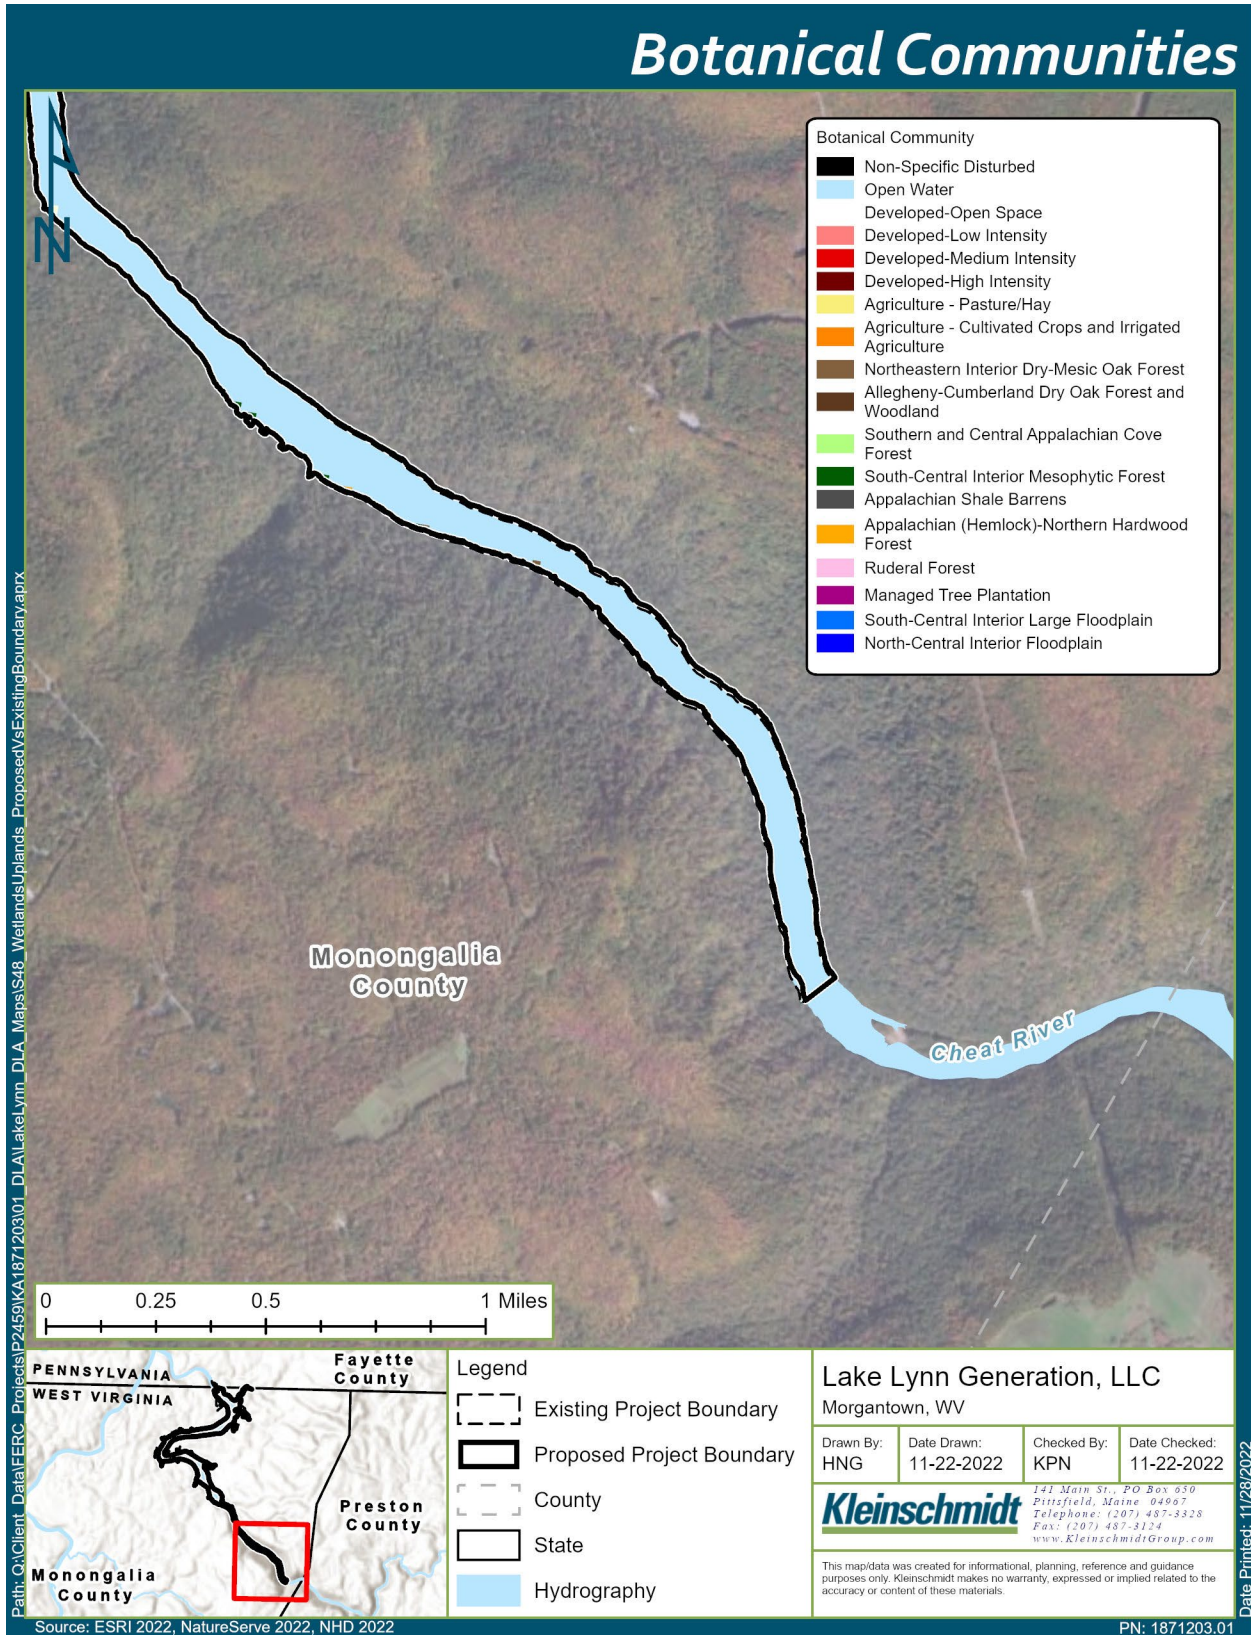 Botanical Communities
N
Botanical Community
Non-Specific Disturbed
Open Water
Developed-Open Space
Developed-Low Intensity
Developed-Medium Intensity
Developed-High Intensity
Agriculture - Pasture/Hay
Agriculture - Cultivated Crops and Irrigated
Agriculture
Northeastern Interior Dry-Mesic Oak Forest
Allegheny-Cumberland Dry Oak Forest and
Woodland
Southern and Central Appalachian Cove
Forest
South-Central Interior Mesophytic Forest
Appalachian Shale Barrens
Appalachian (Hemlock)-Northern Hardwood
Forest
Ruderal Forest
Managed Tree Plantation
South-Central Interior Large Floodplain
North-Central Interior Floodplain
Monongalia
County
Cheat River
0 0.25 0.5 1 Miles
PENNSYLVANIA
WEST VIRGINIA
Fayette
County
Preston
County
Monongalia
County
Legend
Existing Project Boundary
Proposed Project Boundary
County
State
Hydrography
Lake Lynn Generation, LLC
Morgantown, WV
Drawn By: Date Drawn: Checked By: Date Checked:
HNG 11-22-2022 KPN 11-22-2022
Kleinschmidt
141 Main St., PO Box 650
Pittsfield, Maine 04967
Telephone: (207) 487-3328
Fax: (207) 487-3124
www.KleinschmidtGroup.com
This map/data was created for informational, planning, reference and guidance
purposes only. Kleinschmidt makes no warranty, expressed or implied related to the
accuracy or content of these materials.
Source: ESRI 2022, NatureServe 2022, NHD 2022
PN: 1871203.01
Path: Q:\Client_Data\FERC_Projects\P2459\KA1871203\01_DLA\LakeLynn_DLA_Maps\S48_WetlandsUplands_ProposedVsExistingBoundary.aprx
Date Printed: 11/28/2022